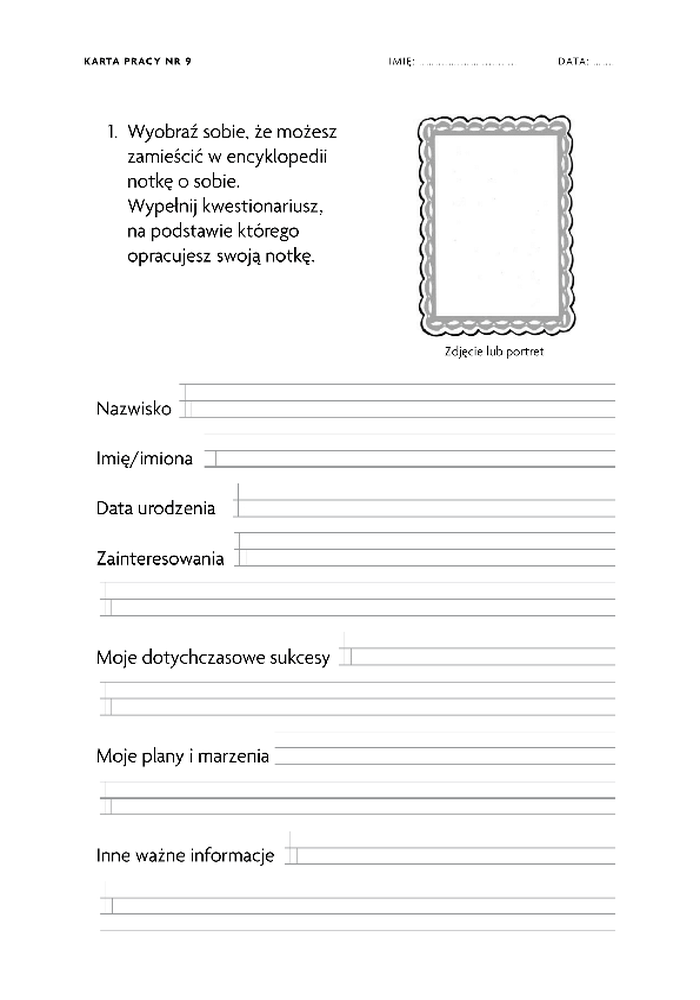 KARTA PRACY NR 9 IMIĘ: ............................ DATA: ......
1. Wyobraź sobie, że możesz
zamieścić w encyklopedii
notkę o sobie.
Wypełnij kwestionariusz,
na podstawie którego
opracujesz swoją notkę.
Zdjęcie lub portret
Nazwisko
Imię/imiona
Data urodzenia
Zainteresowania
Moje dotychczasowe sukcesy
Moje plany i marzenia
Inne ważne informacje